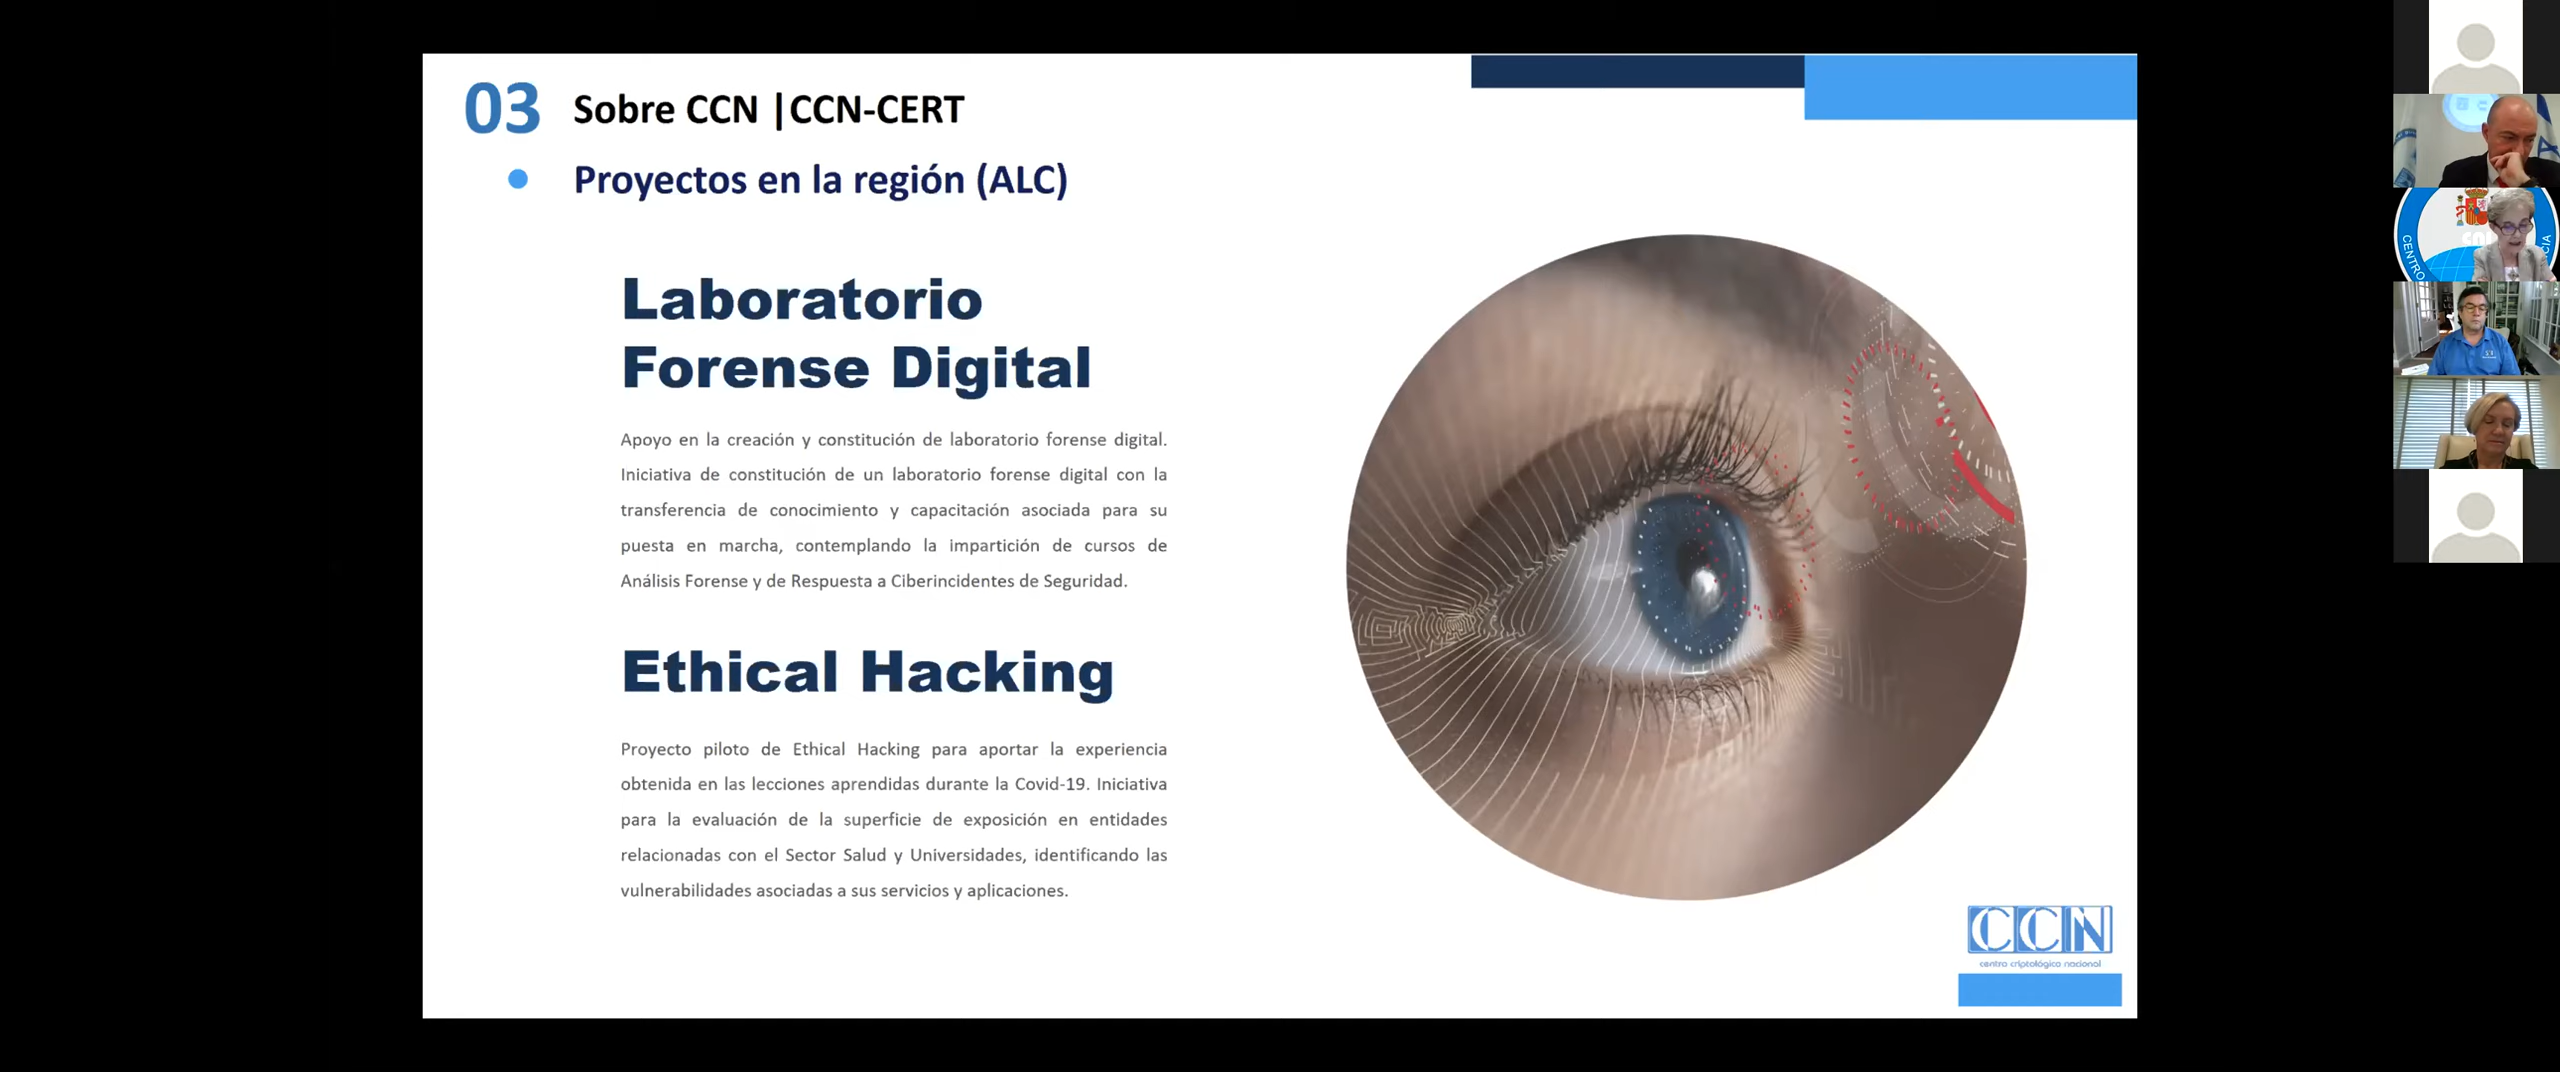 03 Sobre CCN |CCN-CERT
Proyectos en la región (ALC)
Laboratorio
Forense Digital
Apoyo en la creación y constitución de laboratorio forense digital.
Iniciativa de constitución de un laboratorio forense digital con la
transferencia de conocimiento y capacitación asociada para su
puesta en marcha, contemplando la impartición de cursos de
Análisis Forense y de Respuesta a Ciberincidentes de Seguridad.
Ethical Hacking
Proyecto piloto de Ethical Hacking para aportar la experiencia
obtenida en las lecciones aprendidas durante la Covid-19. Iniciativa
para la evaluación de la superficie de exposición en entidades
relacionadas con el Sector Salud y Universidades, identificando las
vulnerabilidades asociadas a sus servicios y aplicaciones.
CCN
centro criptológico nacional
CENTRO